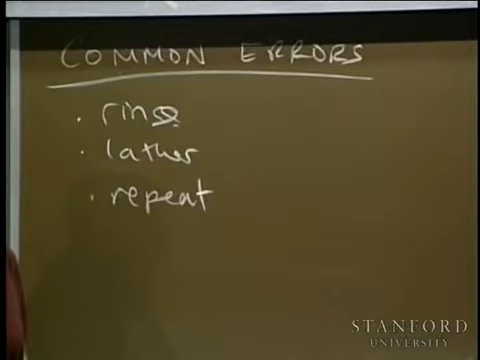 COMMON ERRORS
• rinse
• lather
• repeat
STANFORD
UNIVERSITY